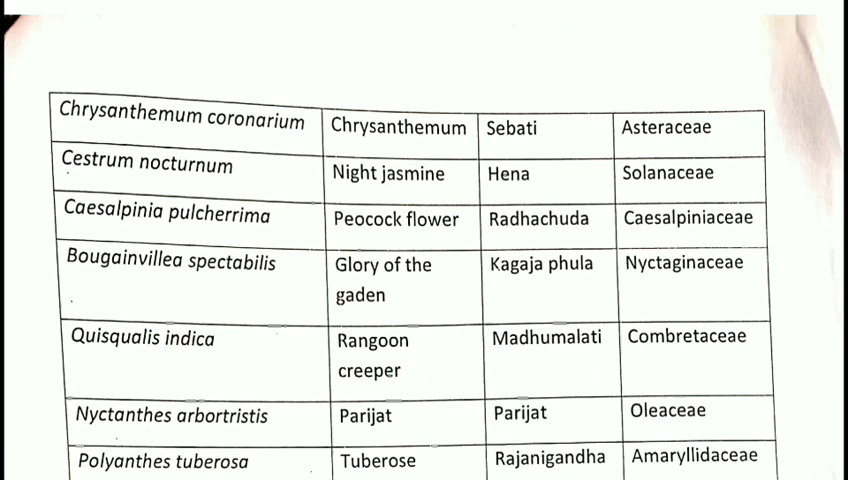 Chrysanthemum coronarium Chrysanthemum Sebati Asteraceae
Cestrum nocturnum Night jasmine Hena Solanaceae
Caesalpinia pulcherrima Peocock flower Radhachuda Caesalpiniaceae
Bougainvillea spectabilis Glory of the Kagaja phula Nyctaginaceae
gaden
Quisqualis indica Rangoon Madhumalati Combretaceae
creeper
Nyctanthes arbortristis Parijat Parijat Oleaceae
Polyanthes tuberosa Tuberose Rajanigandha Amaryllidaceae